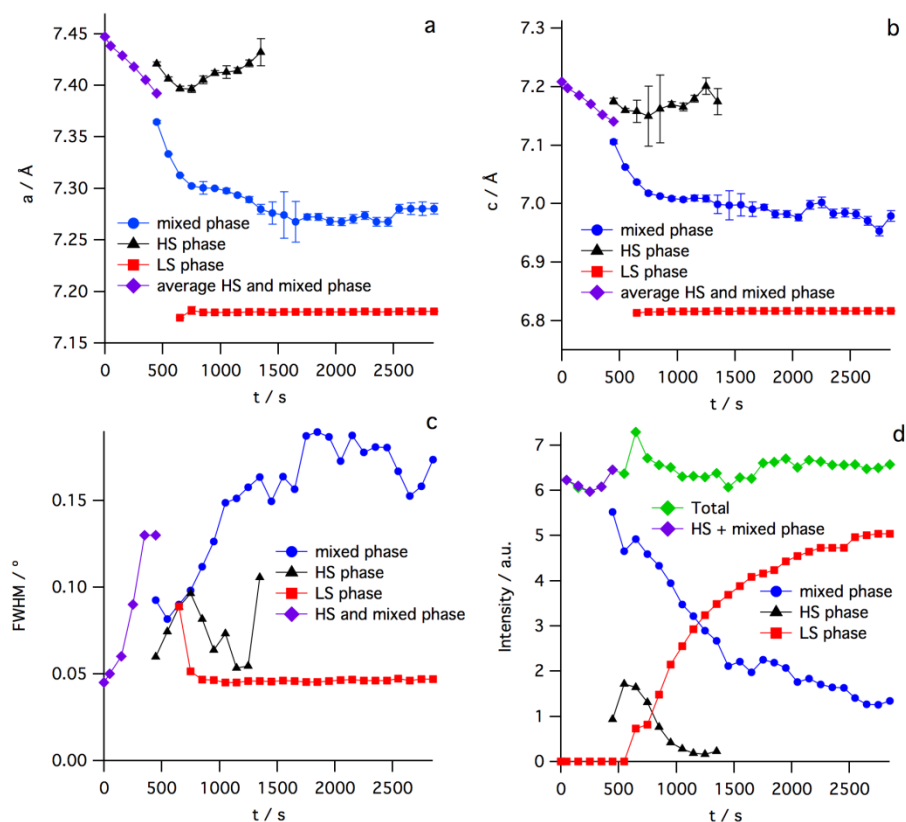 a
7.45
7.40
7.35
7.30
7.25
7.20
7.15
a / Å
mixed phase
HS phase
LS phase
average HS and mixed phase
0 500 1000 1500 2000 2500
t / s
b
7.3
7.2
7.1
7.0
6.9
6.8
c / Å
mixed phase
HS phase
LS phase
average HS and mixed phase
0 500 1000 1500 2000 2500
t / s
c
0.15
0.10
0.05
0.00
FWHM / °
mixed phase
HS phase
LS phase
HS and mixed phase
0 500 1000 1500 2000 2500
t / s
d
7
6
5
4
3
2
1
0
Intensity / a.u.
Total
HS + mixed phase
mixed phase
HS phase
LS phase
0 500 1000 1500 2000 2500
t / s